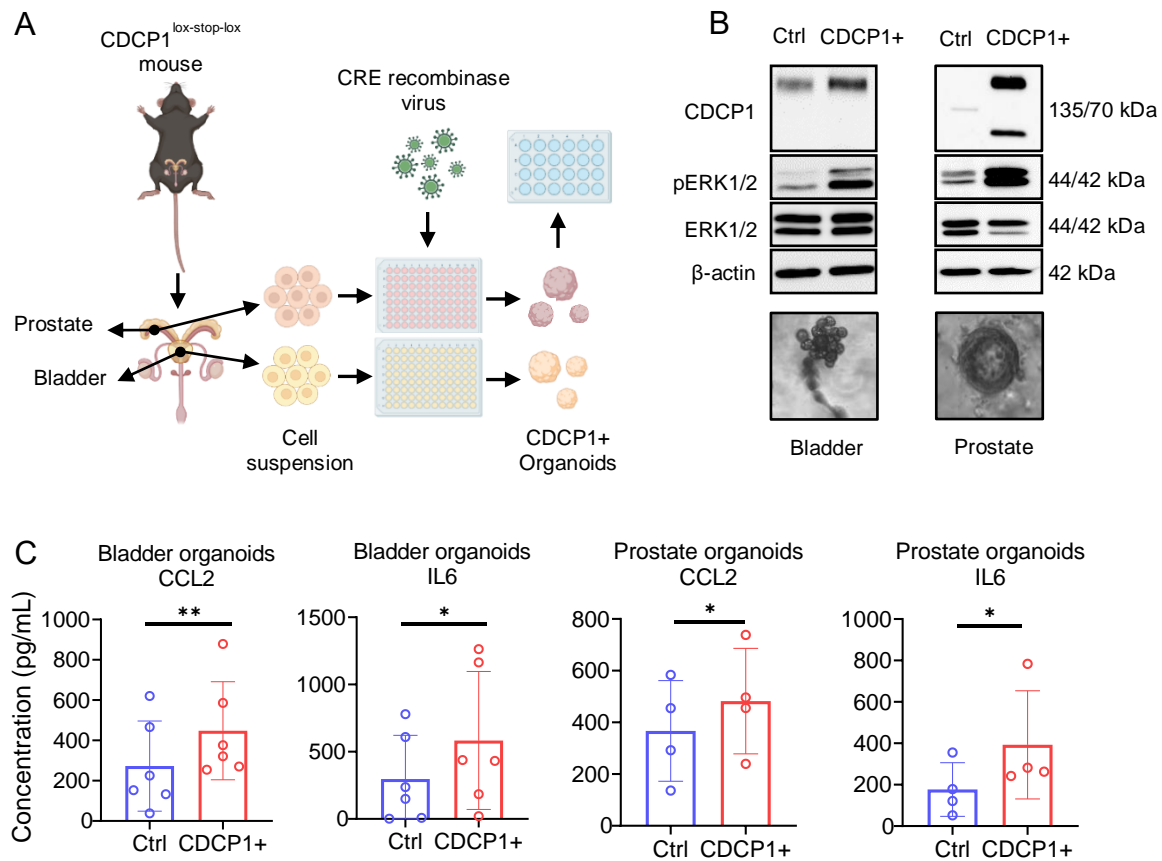 A
CDCP1lox-stop-lox
mouse
CRE recombinase
virus
Prostate
Bladder
Cell
suspension
CDCP1+
Organoids
B
Ctrl CDCP1+
Ctrl CDCP1+
CDCP1
135/70 kDa
pERK1/2
44/42 kDa
ERK1/2
44/42 kDa
β-actin
42 kDa
Bladder
Prostate
C
Bladder organoids
CCL2
Concentration (pg/mL)
1000
800
600
400
200
0
**
Ctrl CDCP1+
Bladder organoids
IL6
1500
1000
500
0
*
Ctrl CDCP1+
Prostate organoids
CCL2
800
600
400
200
0
*
Ctrl CDCP1+
Prostate organoids
IL6
1000
800
600
400
200
0
*
Ctrl CDCP1+